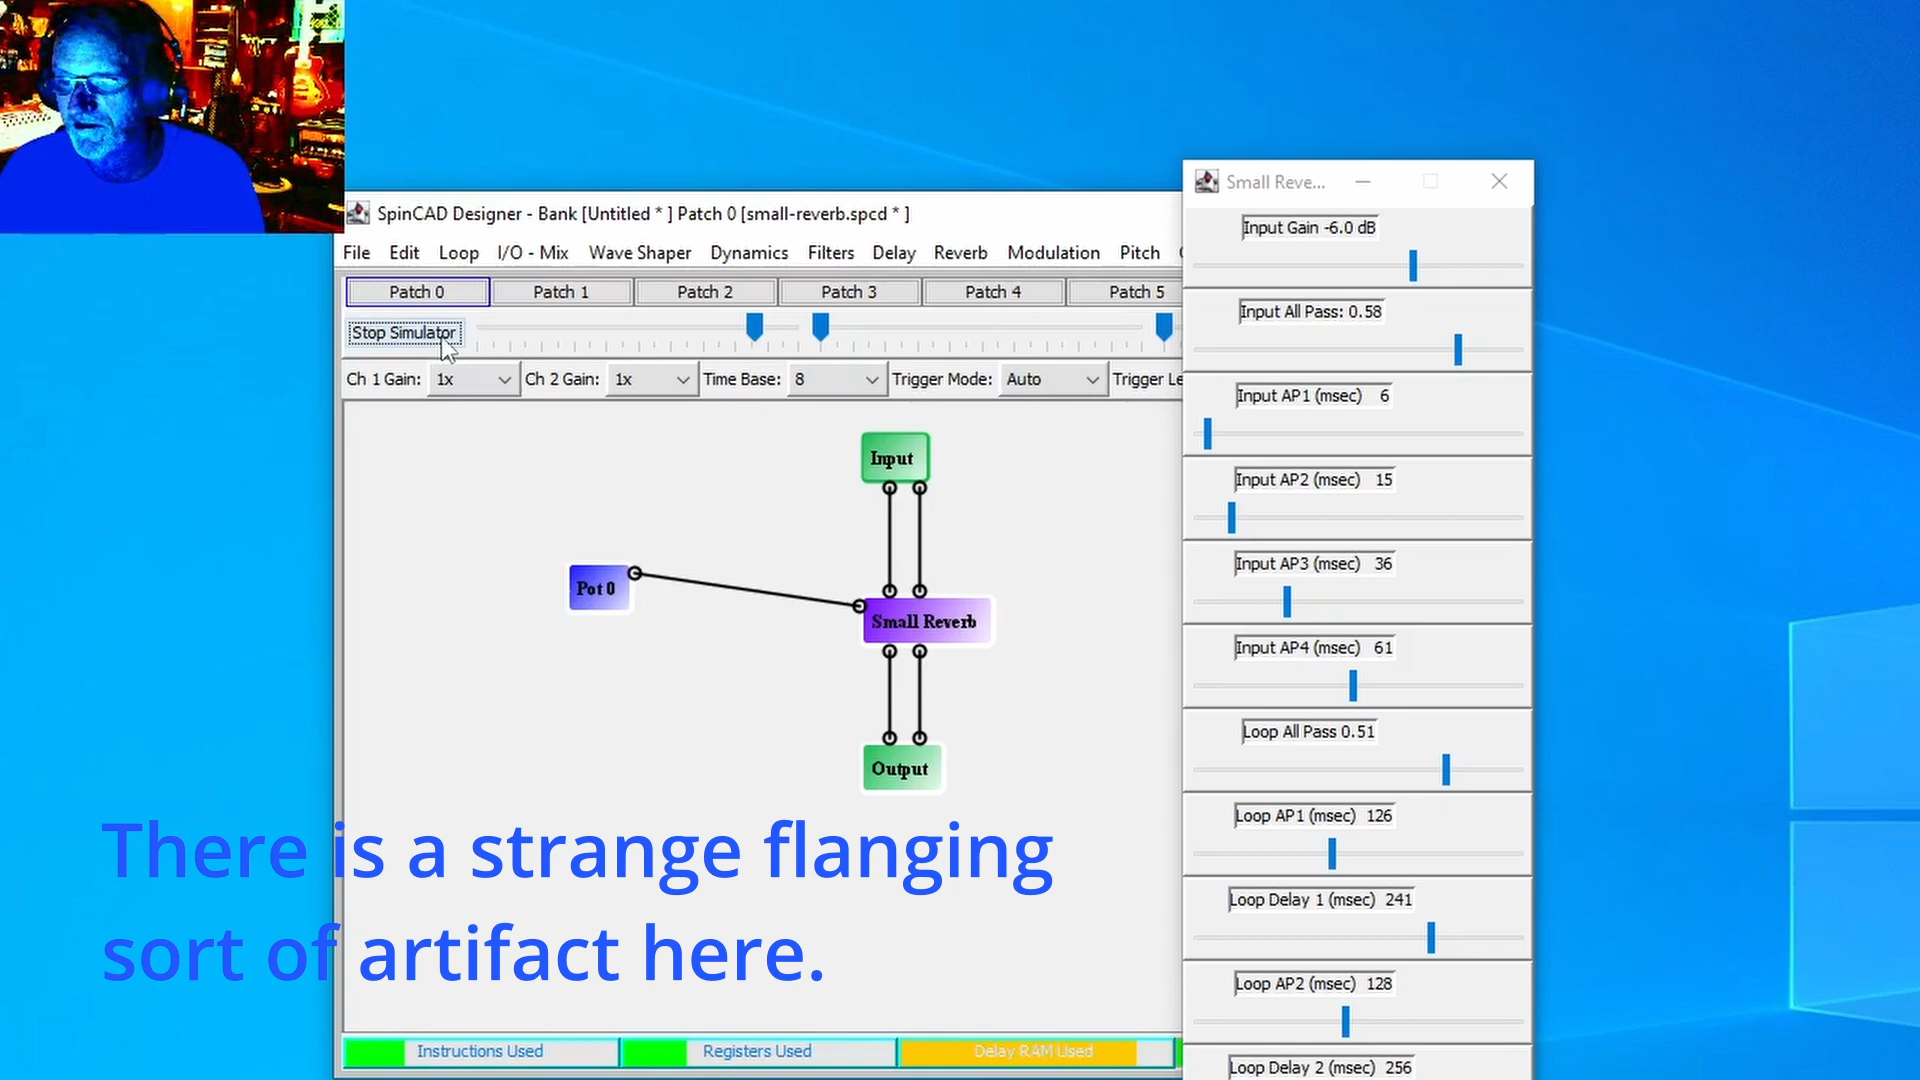 SpinCAD Designer - Bank [Untitled * ] Patch 0 [small-reverb.spcd * ]
File Edit Loop I/O - Mix Wave Shaper Dynamics Filters Delay Reverb Modulation Pitch
Patch 0 Patch 1 Patch 2 Patch 3 Patch 4 Patch 5
Stop Simulator
Ch 1 Gain: 1x Ch 2 Gain: 1x Time Base: 8 Trigger Mode: Auto Trigger Le
Input
Pot 0
Small Reverb
Output
There is a strange flanging
sort of artifact here.
Instructions Used Registers Used Delay RAM Used
Small Reve...
Input Gain -6.0 dB
Input All Pass: 0.58
Input AP1 (msec) 6
Input AP2 (msec) 15
Input AP3 (msec) 36
Input AP4 (msec) 61
Loop All Pass 0.51
Loop AP1 (msec) 126
Loop Delay 1 (msec) 241
Loop AP2 (msec) 128
Loop Delay 2 (msec) 256